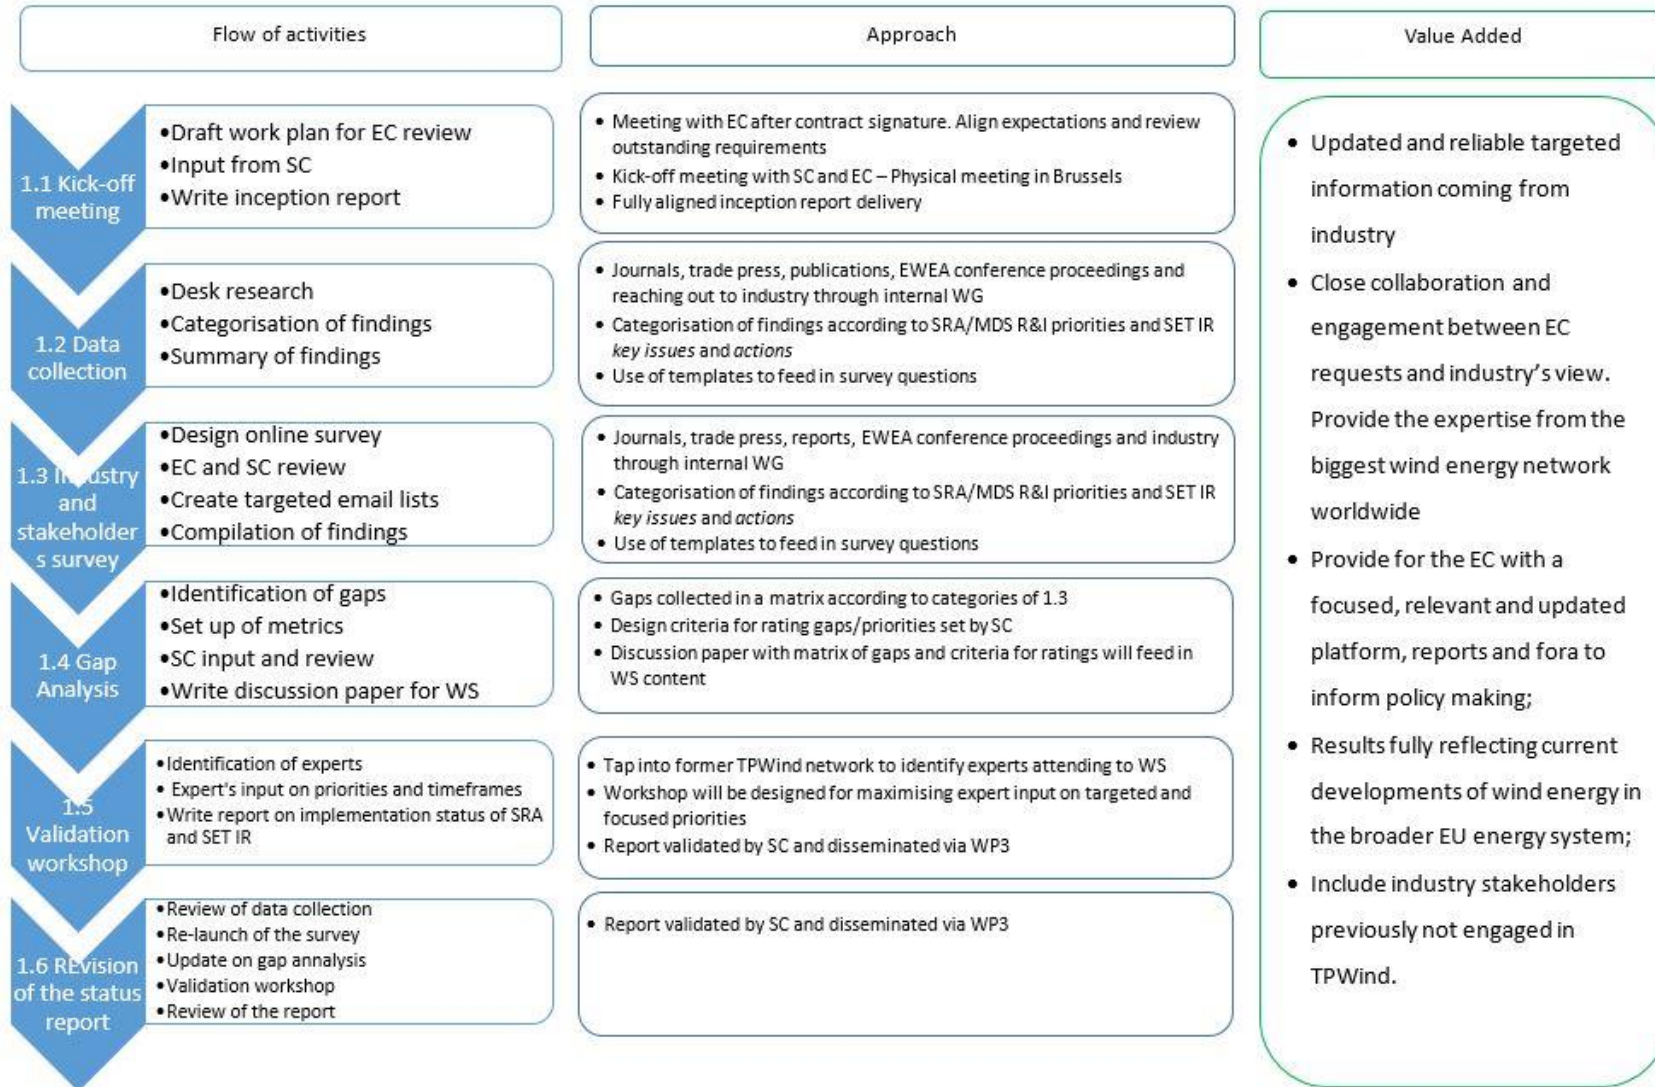 Flow of activities
Approach
Value Added
1.1 Kick-off
meeting
•Draft work plan for EC review
•Input from SC
•Write inception report
• Meeting with EC after contract signature. Align expectations and review
outstanding requirements
• Kick-off meeting with SC and EC – Physical meeting in Brussels
• Fully aligned inception report delivery
1.2 Data
collection
•Desk research
•Categorisation of findings
•Summary of findings
• Journals, trade press, publications, EWEA conference proceedings and
reaching out to industry through internal WG
• Categorisation of findings according to SRA/MDS R&I priorities and SET IR
key issues and actions
• Use of templates to feed in survey questions
1.3 Industry
and
stakeholder
s survey
•Design online survey
•EC and SC review
•Create targeted email lists
•Compilation of findings
• Journals, trade press, reports, EWEA conference proceedings and industry
through internal WG
• Categorisation of findings according to SRA/MDS R&I priorities and SET IR
key issues and actions
• Use of templates to feed in survey questions
1.4 Gap
Analysis
•Identification of gaps
•Set up of metrics
•SC input and review
•Write discussion paper for WS
• Gaps collected in a matrix according to categories of 1.3
• Design criteria for rating gaps/priorities set by SC
• Discussion paper with matrix of gaps and criteria for ratings will feed in
WS content
1.5
Validation
workshop
•Identification of experts
• Expert's input on priorities and timeframes
•Write report on implementation status of SRA
and SET IR
• Tap into former TPWind network to identify experts attending to WS
• Workshop will be designed for maximising expert input on targeted and
focused priorities
• Report validated by SC and disseminated via WP3
1.6 REvision
of the status
report
•Review of data collection
•Re-launch of the survey
•Update on gap annalysis
•Validation workshop
•Review of the report
• Report validated by SC and disseminated via WP3
• Updated and reliable targeted
information coming from
industry
• Close collaboration and
engagement between EC
requests and industry’s view.
Provide the expertise from the
biggest wind energy network
worldwide
• Provide for the EC with a
focused, relevant and updated
platform, reports and fora to
inform policy making;
• Results fully reflecting current
developments of wind energy in
the broader EU energy system;
• Include industry stakeholders
previously not engaged in
TPWind.